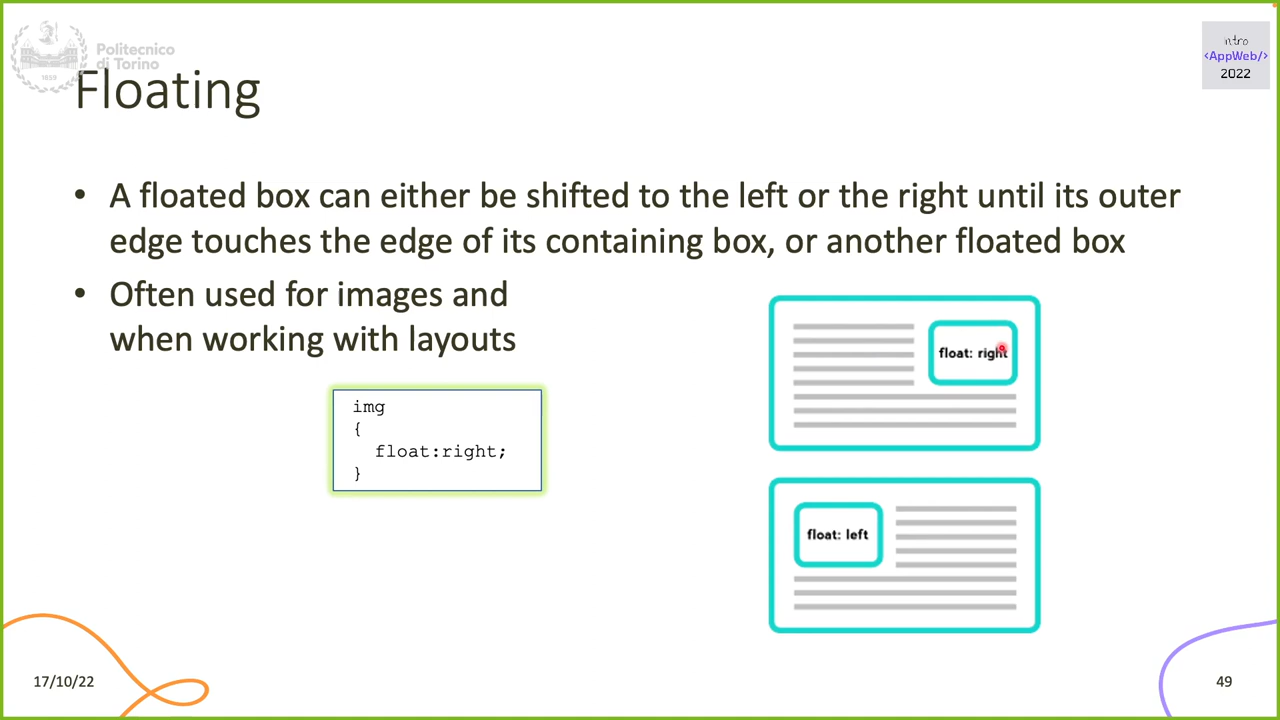 Politecnico
di Torino
1859
intro
<AppWeb/>
2022
Floating
• A floated box can either be shifted to the left or the right until its outer
edge touches the edge of its containing box, or another floated box
• Often used for images and
when working with layouts
img
{
float:right;
}
float: right
float: left
17/10/22
49